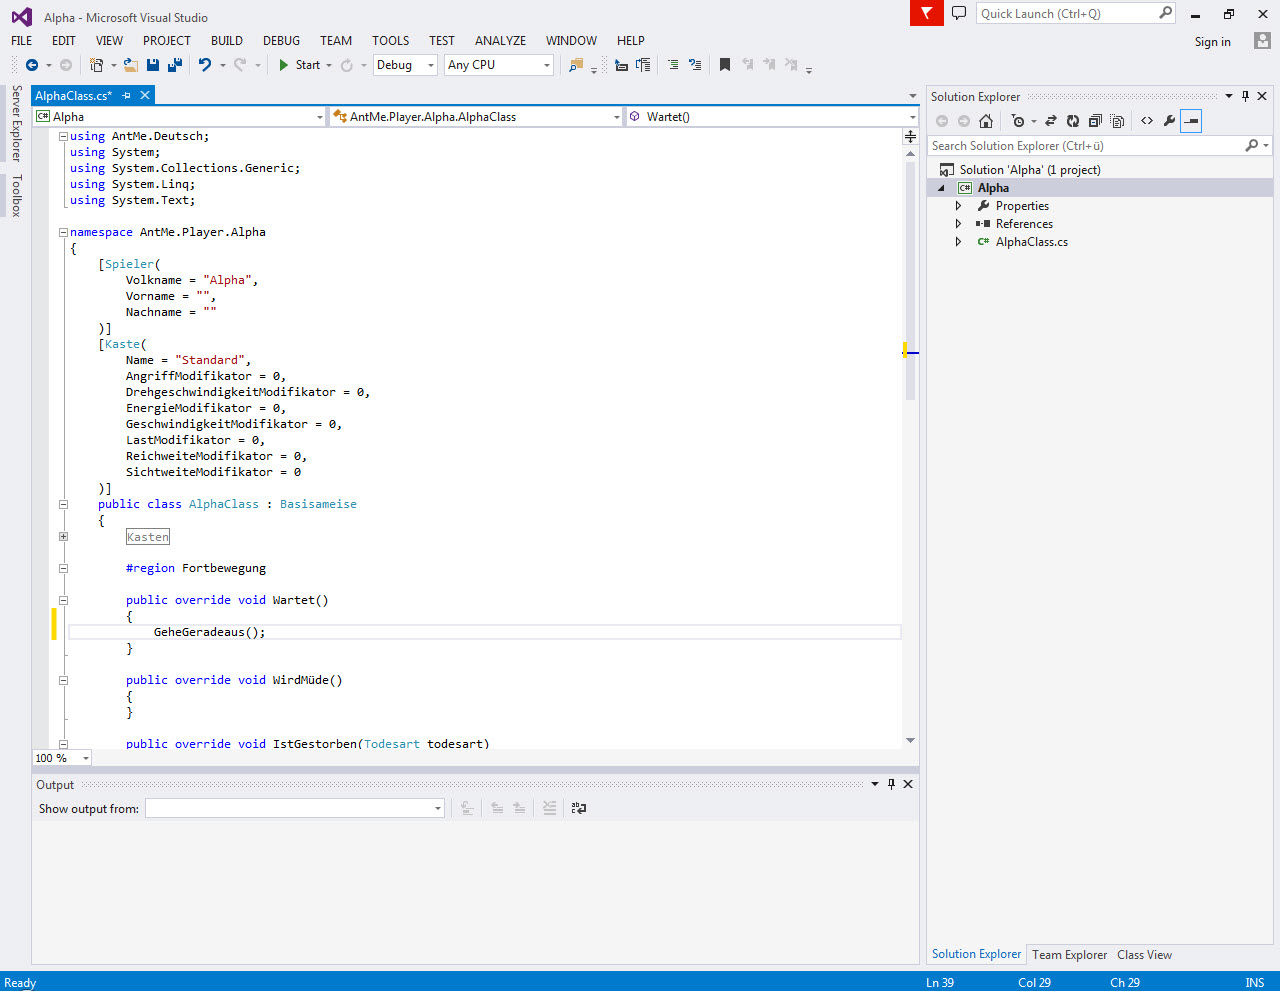 Alpha - Microsoft Visual Studio
Quick Launch (Ctrl+Q)
FILE EDIT VIEW PROJECT BUILD DEBUG TEAM TOOLS TEST ANALYZE WINDOW HELP
Sign in
Start Debug Any CPU
Server Explorer
Toolbox
AlphaClass.cs*
Alpha AntMe.Player.Alpha.AlphaClass Wartet()
using AntMe.Deutsch;
using System;
using System.Collections.Generic;
using System.Linq;
using System.Text;
namespace AntMe.Player.Alpha
{
[Spieler(
Volkname = "Alpha",
Vorname = "",
Nachname = ""
)]
[Kaste(
Name = "Standard",
AngriffModifikator = 0,
DrehgeschwindigkeitModifikator = 0,
EnergieModifikator = 0,
GeschwindigkeitModifikator = 0,
LastModifikator = 0,
ReichweiteModifikator = 0,
SichtweiteModifikator = 0
)]
public class AlphaClass : Basisameise
{
Kasten
#region Fortbewegung
public override void Wartet()
{
GeheGeradeaus();
}
public override void WirdMüde()
{
}
public override void IstGestorben(Todesart todesart)
100 %
Output
Show output from:
Solution Explorer
Search Solution Explorer (Ctrl+ü)
Solution 'Alpha' (1 project)
C# Alpha
Properties
References
C# AlphaClass.cs
Solution Explorer Team Explorer Class View
Ready Ln 39 Col 29 Ch 29 INS